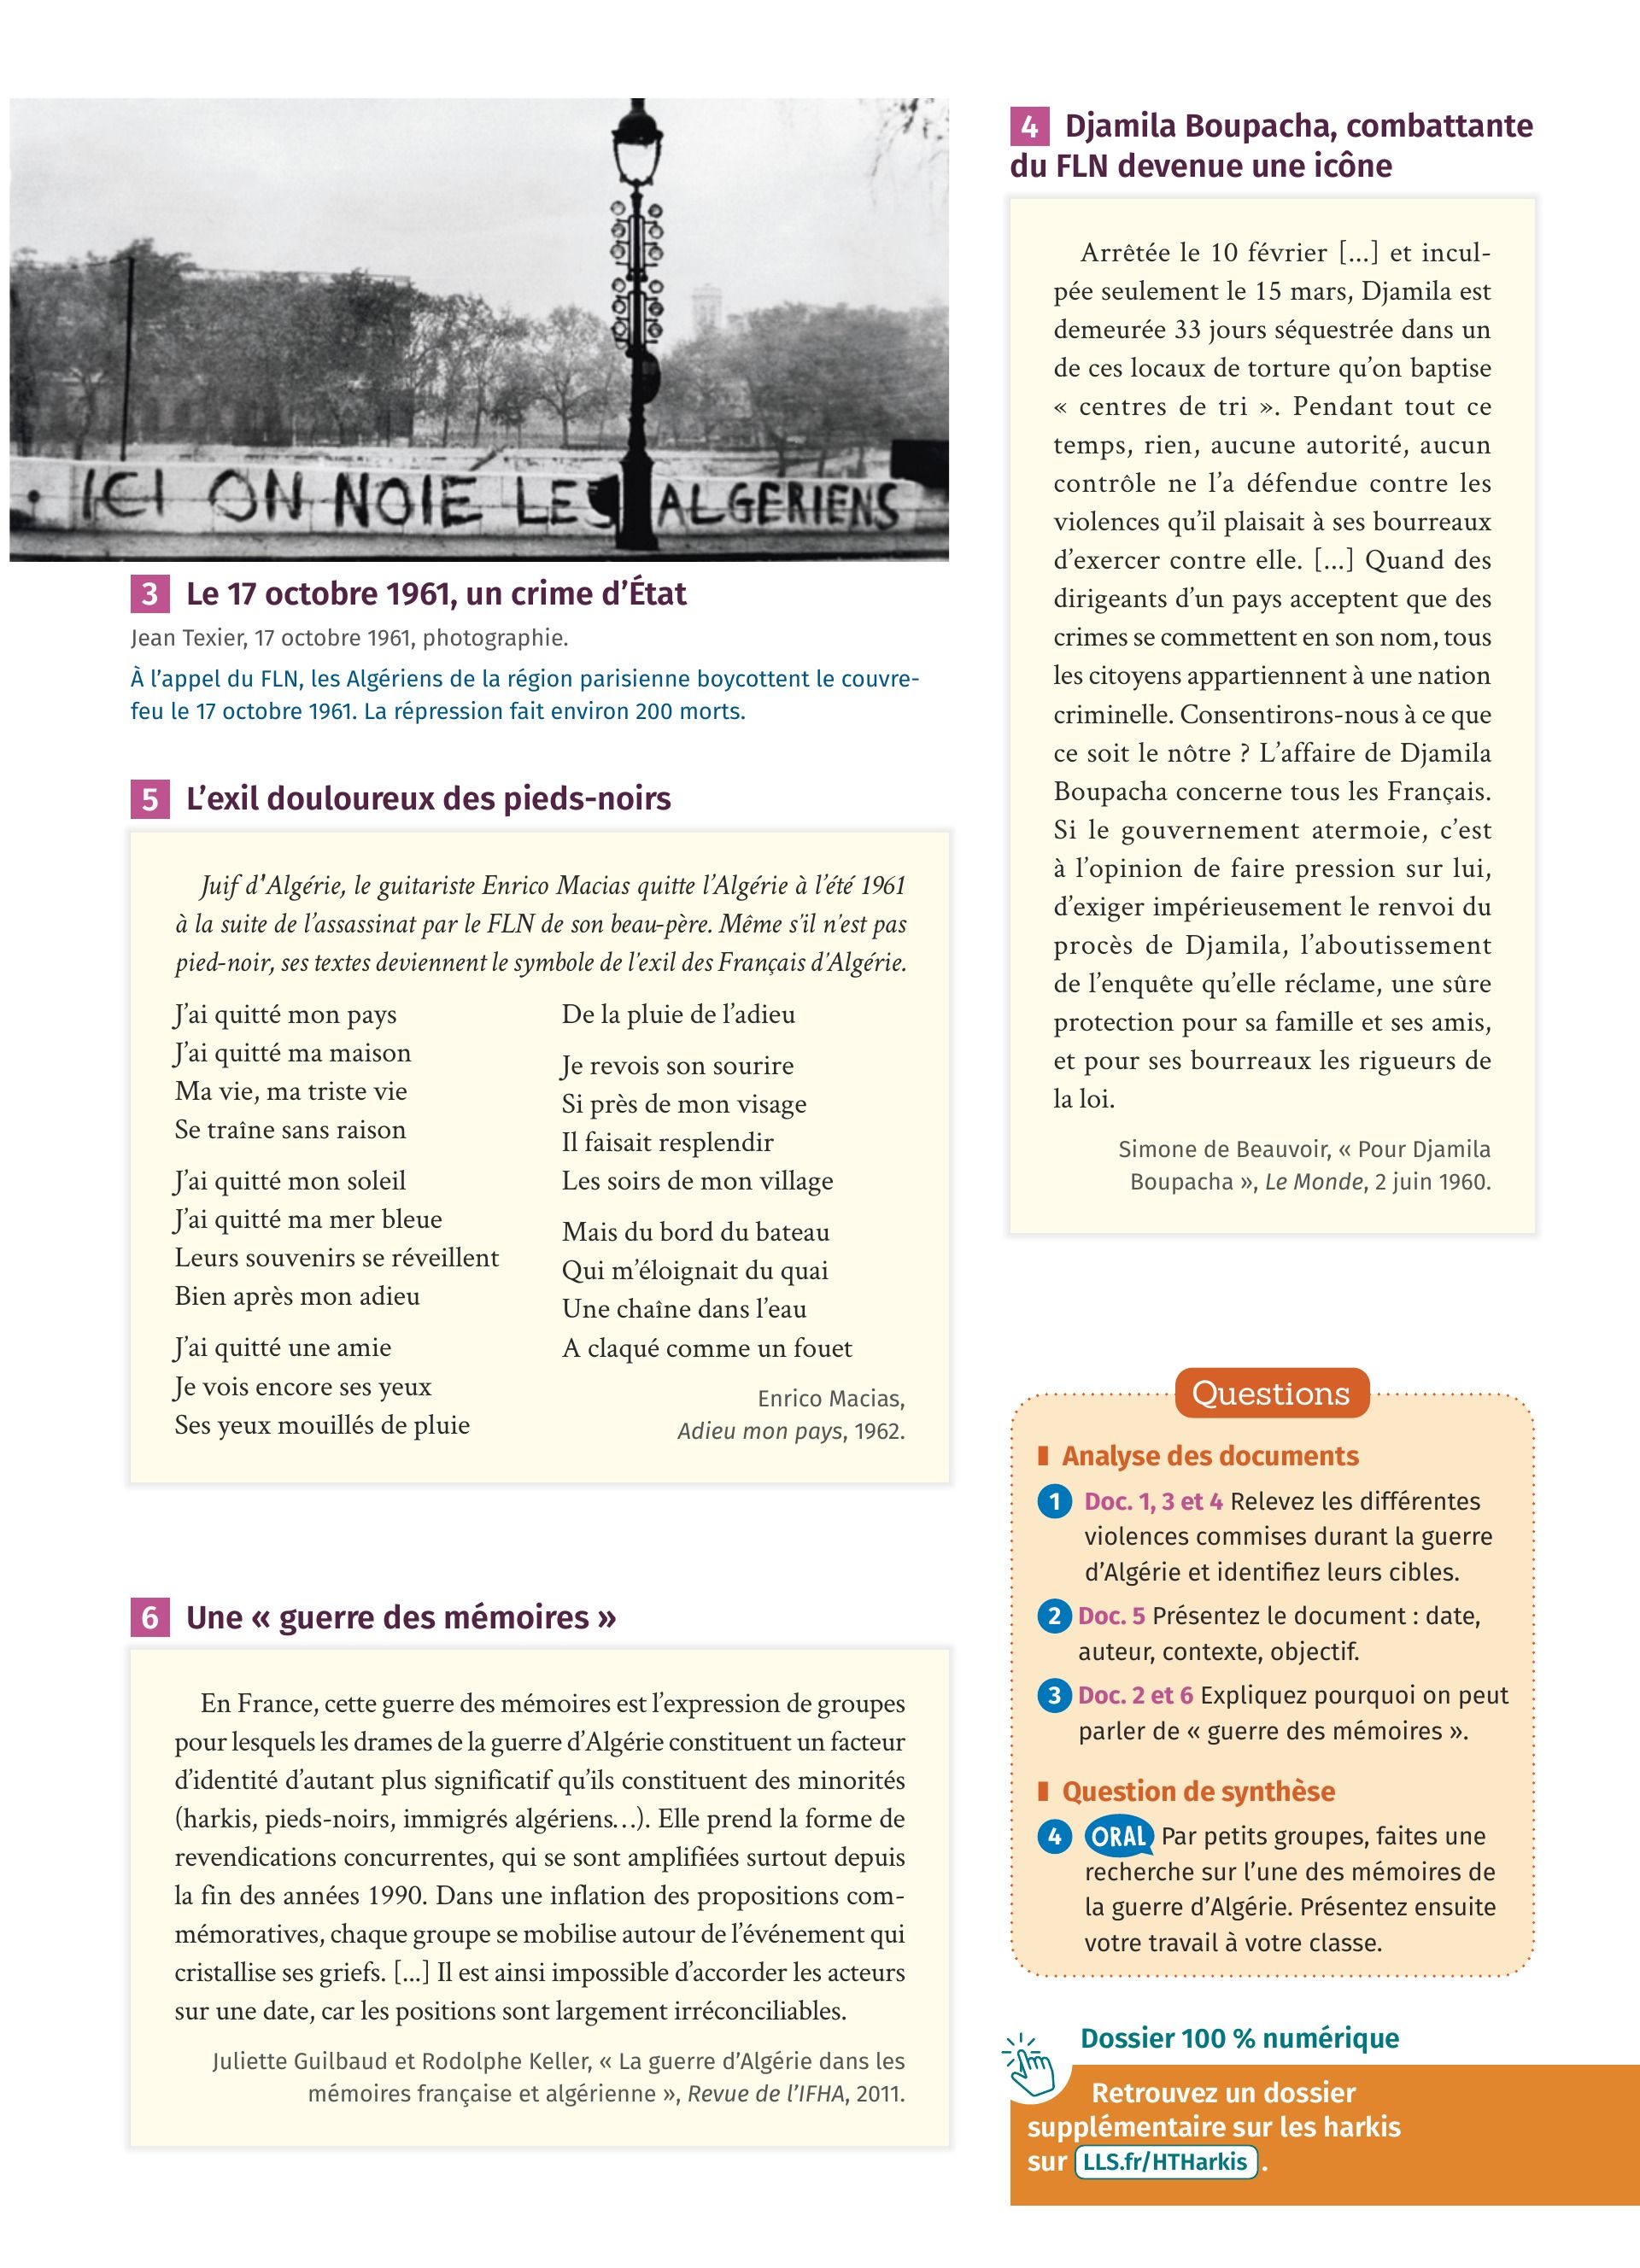 ICI ON NOIE LES ALGERIENS
3 Le 17 octobre 1961, un crime d’État
Jean Texier, 17 octobre 1961, photographie.
À l’appel du FLN, les Algériens de la région parisienne boycottent le couvre-
feu le 17 octobre 1961. La répression fait environ 200 morts.
5 L’exil douloureux des pieds-noirs
Juif d'Algérie, le guitariste Enrico Macias quitte l’Algérie à l’été 1961
à la suite de l’assassinat par le FLN de son beau-père. Même s'il n'est pas
pied-noir, ses textes deviennent le symbole de l'exil des Français d'Algérie.
J’ai quitté mon pays
J’ai quitté ma maison
Ma vie, ma triste vie
Se traîne sans raison
J’ai quitté mon soleil
J’ai quitté ma mer bleue
Leurs souvenirs se réveillent
Bien après mon adieu
J’ai quitté une amie
Je vois encore ses yeux
Ses yeux mouillés de pluie
De la pluie de l’adieu
Je revois son sourire
Si près de mon visage
Il faisait resplendir
Les soirs de mon village
Mais du bord du bateau
Qui m’éloignait du quai
Une chaîne dans l’eau
A claqué comme un fouet
Enrico Macias,
Adieu mon pays, 1962.
6 Une « guerre des mémoires »
En France, cette guerre des mémoires est l’expression de groupes
pour lesquels les drames de la guerre d’Algérie constituent un facteur
d’identité d’autant plus significatif qu’ils constituent des minorités
(harkis, pieds-noirs, immigrés algériens…). Elle prend la forme de
revendications concurrentes, qui se sont amplifiées surtout depuis
la fin des années 1990. Dans une inflation des propositions com-
mémoratives, chaque groupe se mobilise autour de l’événement qui
cristallise ses griefs. [...] Il est ainsi impossible d’accorder les acteurs
sur une date, car les positions sont largement irréconciliables.
Juliette Guilbaud et Rodolphe Keller, « La guerre d’Algérie dans les
mémoires française et algérienne », Revue de l’IFHA, 2011.
4 Djamila Boupacha, combattante
du FLN devenue une icône
Arrêtée le 10 février [...] et incul-
pée seulement le 15 mars, Djamila est
demeurée 33 jours séquestrée dans un
de ces locaux de torture qu’on baptise
« centres de tri ». Pendant tout ce
temps, rien, aucune autorité, aucun
contrôle ne l’a défendue contre les
violences qu’il plaisait à ses bourreaux
d’exercer contre elle. [...] Quand des
dirigeants d’un pays acceptent que des
crimes se commettent en son nom, tous
les citoyens appartiennent à une nation
criminelle. Consentirons-nous à ce que
ce soit le nôtre ? L’affaire de Djamila
Boupacha concerne tous les Français.
Si le gouvernement atermoie, c’est
à l’opinion de faire pression sur lui,
d’exiger impérieusement le renvoi du
procès de Djamila, l’aboutissement
de l’enquête qu’elle réclame, une sûre
protection pour sa famille et ses amis,
et pour ses bourreaux les rigueurs de
la loi.
Simone de Beauvoir, « Pour Djamila
Boupacha », Le Monde, 2 juin 1960.
Questions
Analyse des documents
1 Doc. 1, 3 et 4 Relevez les différentes
violences commises durant la guerre
d’Algérie et identifiez leurs cibles.
2 Doc. 5 Présentez le document : date,
auteur, contexte, objectif.
3 Doc. 2 et 6 Expliquez pourquoi on peut
parler de « guerre des mémoires ».
Question de synthèse
4 ORAL Par petits groupes, faites une
recherche sur l’une des mémoires de
la guerre d’Algérie. Présentez ensuite
votre travail à votre classe.
Dossier 100 % numérique
Retrouvez un dossier
supplémentaire sur les harkis
sur LLS.fr/HTHarkis .